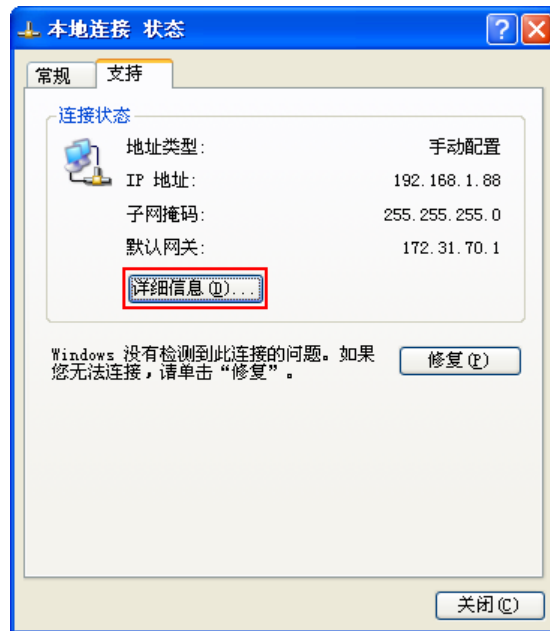 本地连接 状态
常规
支持
连接状态
地址类型: 手动配置
IP 地址: 192.168.1.88
子网掩码: 255.255.255.0
默认网关: 172.31.70.1
详细信息(D)...
Windows 没有检测到此连接的问题。如果
您无法连接，请单击“修复”。
修复(P)
关闭(C)